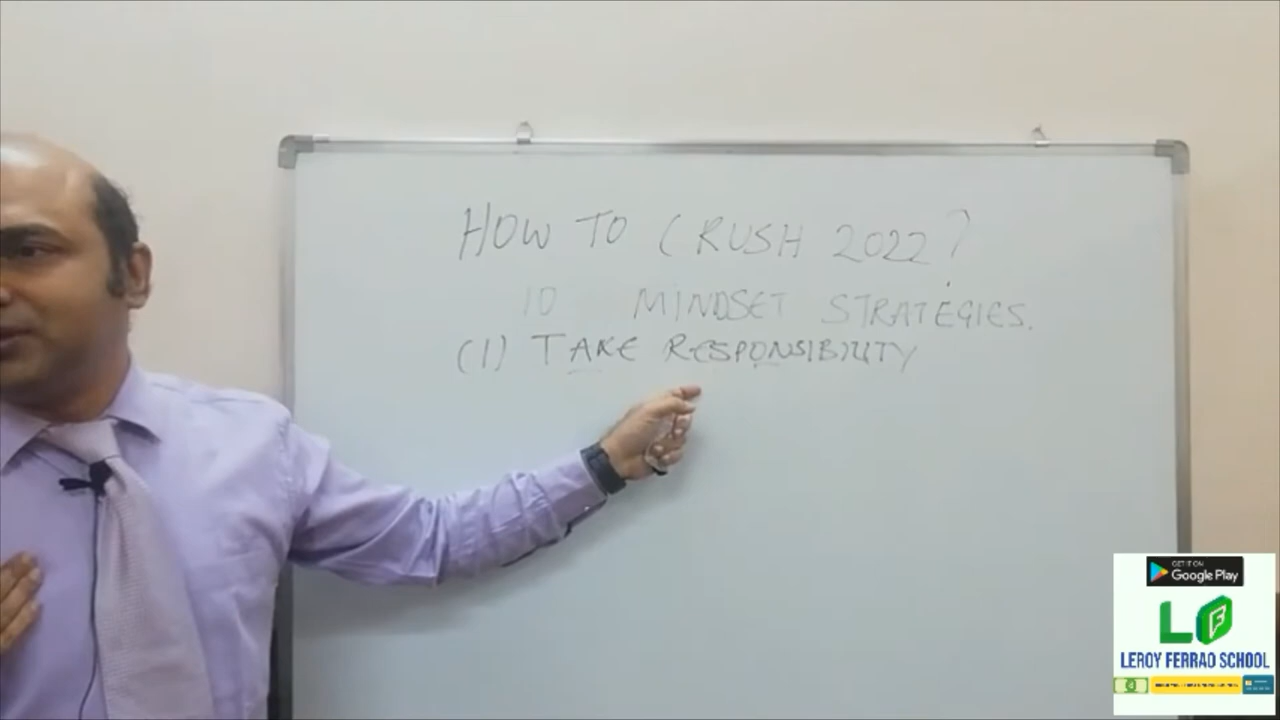 HOW TO CRUSH 2022?
10 MINDSET STRATEGIES.
(1) TAKE RESPONSIBILITY
GET IT ON
Google Play
LF
LEROY FERRAO SCHOOL